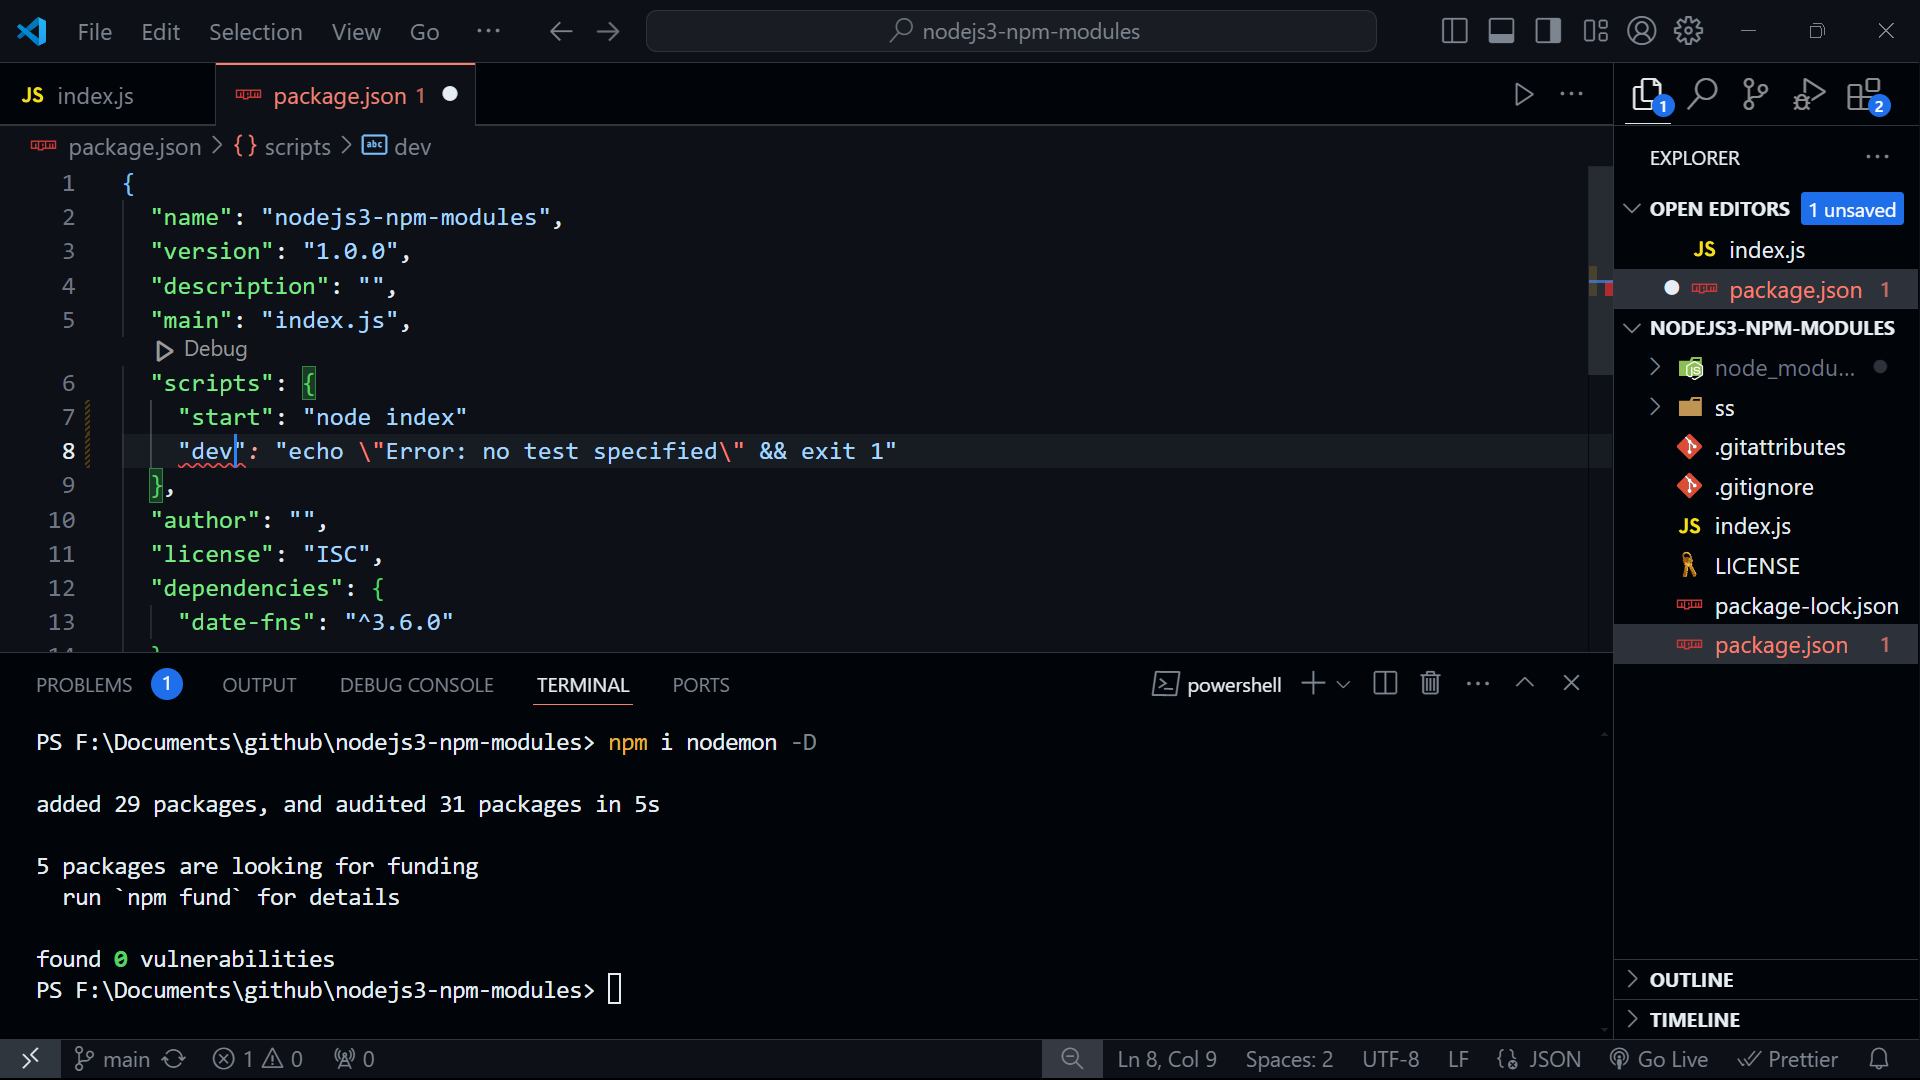 File Edit Selection View Go ··· nodejs3-npm-modules
JS index.js package.json 1
package.json > {} scripts > abc dev
1 {
2 "name": "nodejs3-npm-modules",
3 "version": "1.0.0",
4 "description": "",
5 "main": "index.js",
Debug
6 "scripts": {
7 "start": "node index"
8 "dev": "echo \"Error: no test specified\" && exit 1"
9 },
10 "author": "",
11 "license": "ISC",
12 "dependencies": {
13 "date-fns": "^3.6.0"
14 }
PROBLEMS 1 OUTPUT DEBUG CONSOLE TERMINAL PORTS powershell
PS F:\Documents\github\nodejs3-npm-modules> npm i nodemon -D
added 29 packages, and audited 31 packages in 5s
5 packages are looking for funding
run `npm fund` for details
found 0 vulnerabilities
PS F:\Documents\github\nodejs3-npm-modules>
1 2
EXPLORER
OPEN EDITORS 1 unsaved
JS index.js
package.json 1
NODEJS3-NPM-MODULES
node_modu...
ss
.gitattributes
.gitignore
JS index.js
LICENSE
package-lock.json
package.json 1
OUTLINE
TIMELINE
main 1 0 0 Ln 8, Col 9 Spaces: 2 UTF-8 LF JSON Go Live Prettier